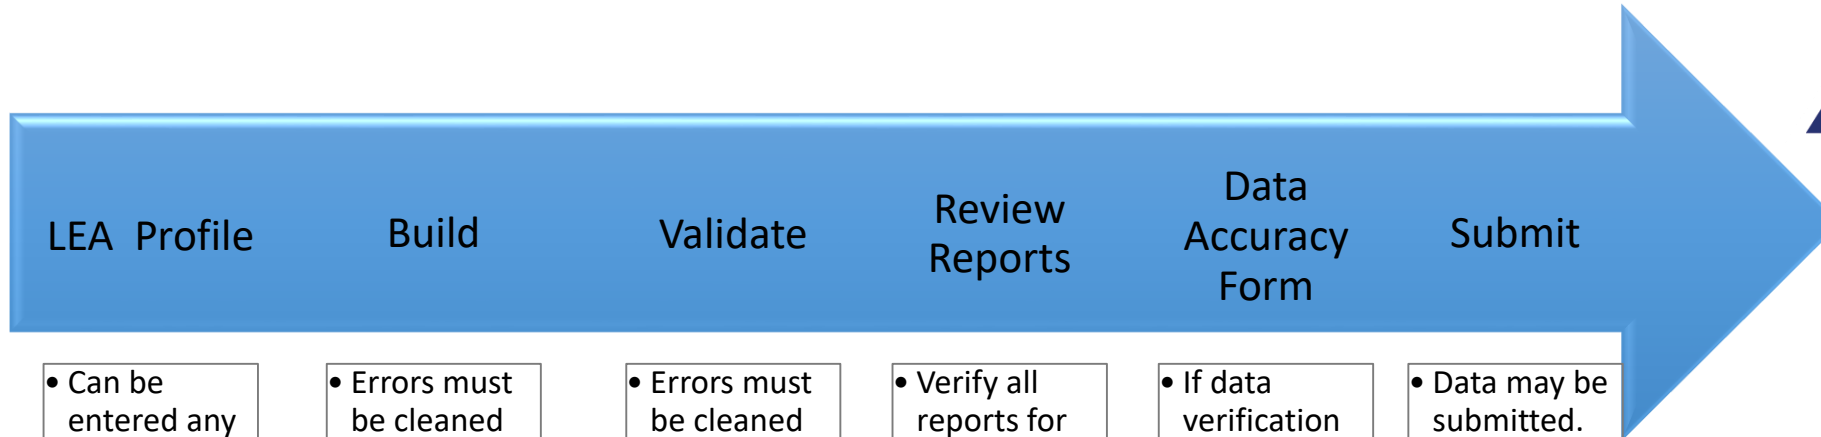 LEA  Profile
Build
Validate
Review
Reports
Data
Accuracy
Form
Submit
• Can be
entered any
• Errors must
be cleaned
• Errors must
be cleaned
• Verify all
reports for
• If data
verification
• Data may be
submitted.